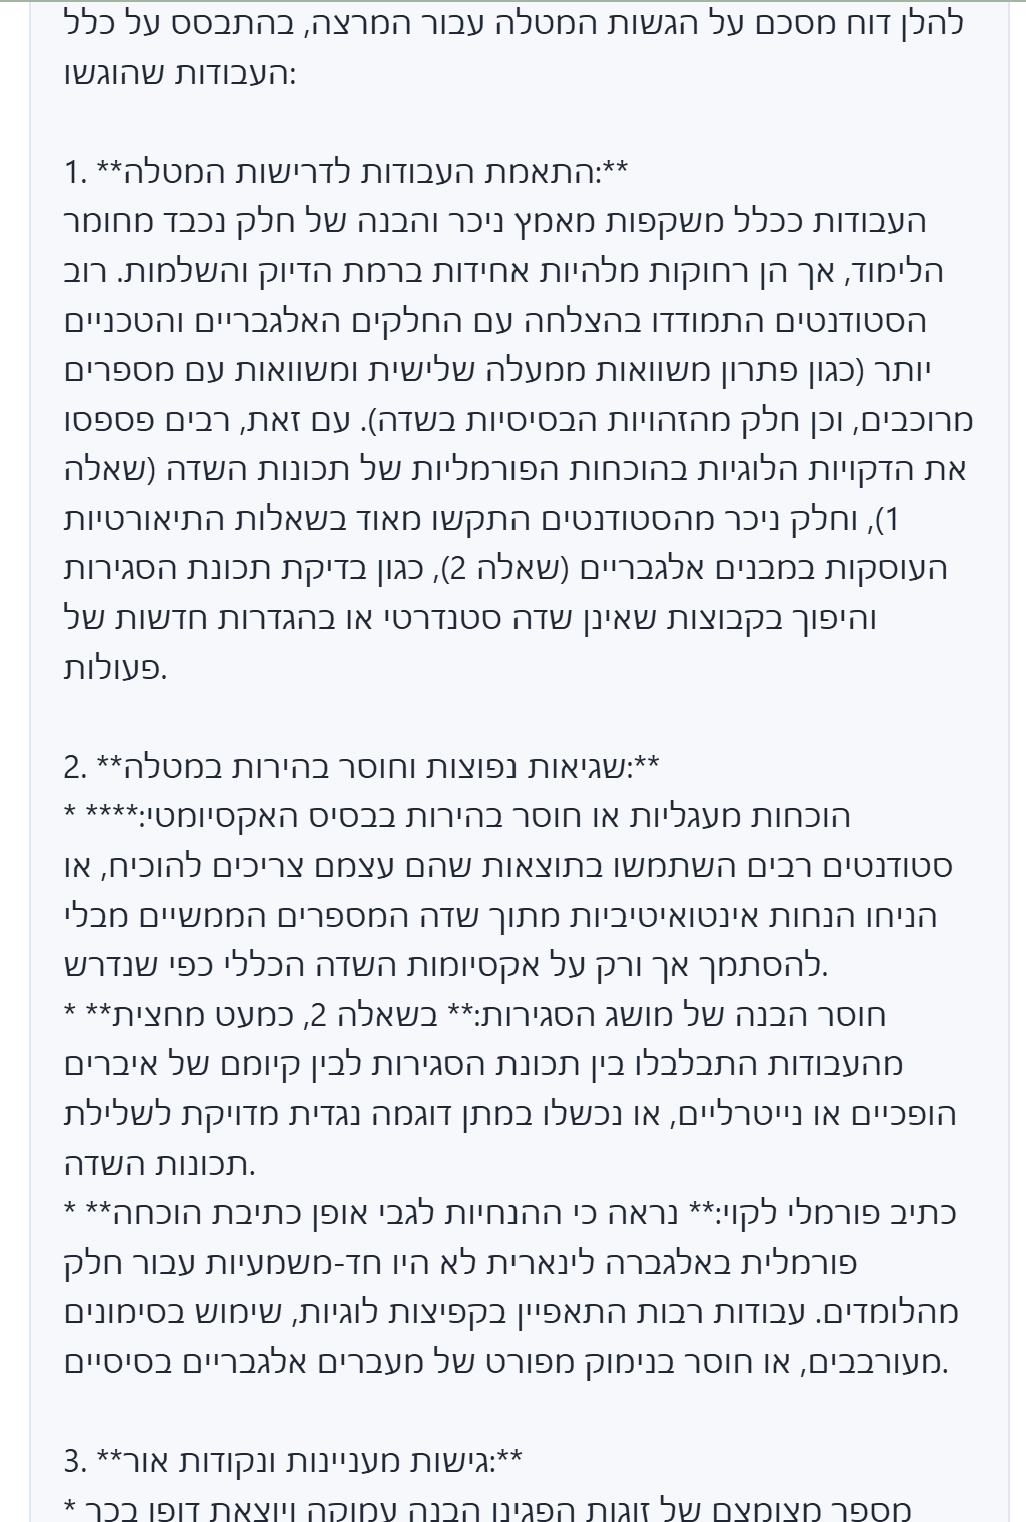 להלן דוח מסכם על הגשות המטלה עבור המרצה, בהתבסס על כלל
העבודות שהוגשו:
1. **התאמת העבודות לדרישות המטלה:**
העבודות ככלל משקפות מאמץ ניכר והבנה של חלק נכבד מחומר
הלימוד, אך הן רחוקות מלהיות אחידות ברמת הדיוק והשלמות. רוב
הסטודנטים התמודדו בהצלחה עם החלקים האלגבריים והטכניים
יותר (כגון פתרון משוואות ממעלה שלישית ומשוואות עם מספרים
מרוכבים, וכן חלק מהזהויות הבסיסיות בשדה). עם זאת, רבים פספסו
את הדקויות הלוגיות בהוכחות הפורמליות של תכונות השדה (שאלה
1), וחלק ניכר מהסטודנטים התקשו מאוד בשאלות התיאורטיות
העוסקות במבנים אלגבריים (שאלה 2), כגון בדיקת תכונת הסגירות
והיפוך בקבוצות שאינן שדה סטנדרטי או בהגדרות חדשות של
פעולות.
2. **שגיאות נפוצות וחוסר בהירות במטלה:**
* **הוכחות מעגליות או חוסר בהירות בבסיס האקסיומטי:**
סטודנטים רבים השתמשו בתוצאות שהם עצמם צריכים להוכיח, או
הניחו הנחות אינטואיטיביות מתוך שדה המספרים הממשיים מבלי
להסתמך אך ורק על אקסיומות השדה הכללי כפי שנדרש.
* **חוסר הבנה של מושג הסגירות:** בשאלה 2, כמעט מחצית
מהעבודות התבלבלו בין תכונת הסגירות לבין קיומם של איברים
הופכיים או נייטרליים, או נכשלו במתן דוגמה נגדית מדויקת לשלילת
תכונות השדה.
* **כתיב פורמלי לקוי:** נראה כי ההנחיות לגבי אופן כתיבת הוכחה
פורמלית באלגברה לינארית לא היו חד-משמעיות עבור חלק
מהלומדים. עבודות רבות התאפיין בקפיצות לוגיות, שימוש בסימונים
מעורבבים, או חוסר בנימוק מפורט של מעברים אלגבריים בסיסיים.
3. **גישות מעניינות ונקודות אור:**
* מספר מצומצם של זוגות הפגינו הבנה עמוקה ויוצאת דופן בכך